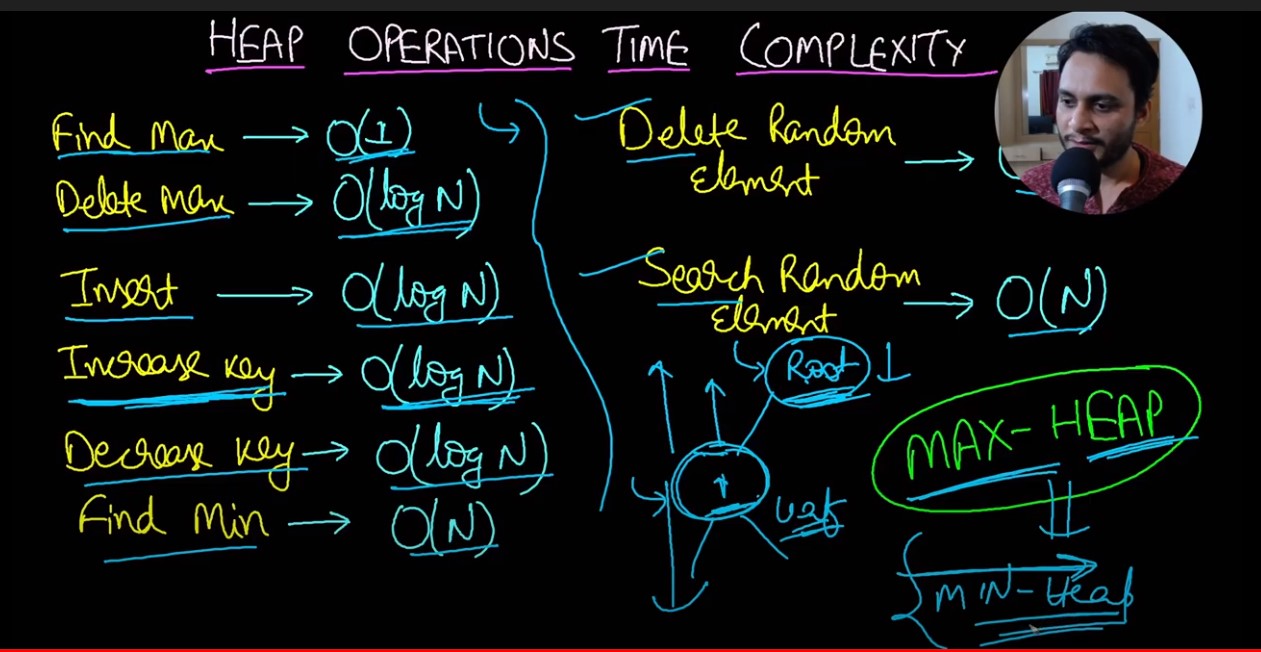 HEAP OPERATIONS TIME COMPLEXITY
Find Max → O(1)
Delete Max → O(log N)
Insert → O(log N)
Increase key → O(log N)
Decrease key → O(log N)
Find Min → O(N)
Delete Random
Element →
Search Random
Element → O(N)
Root ↓
↑
Leaf
MAX-HEAP
MIN-Heap